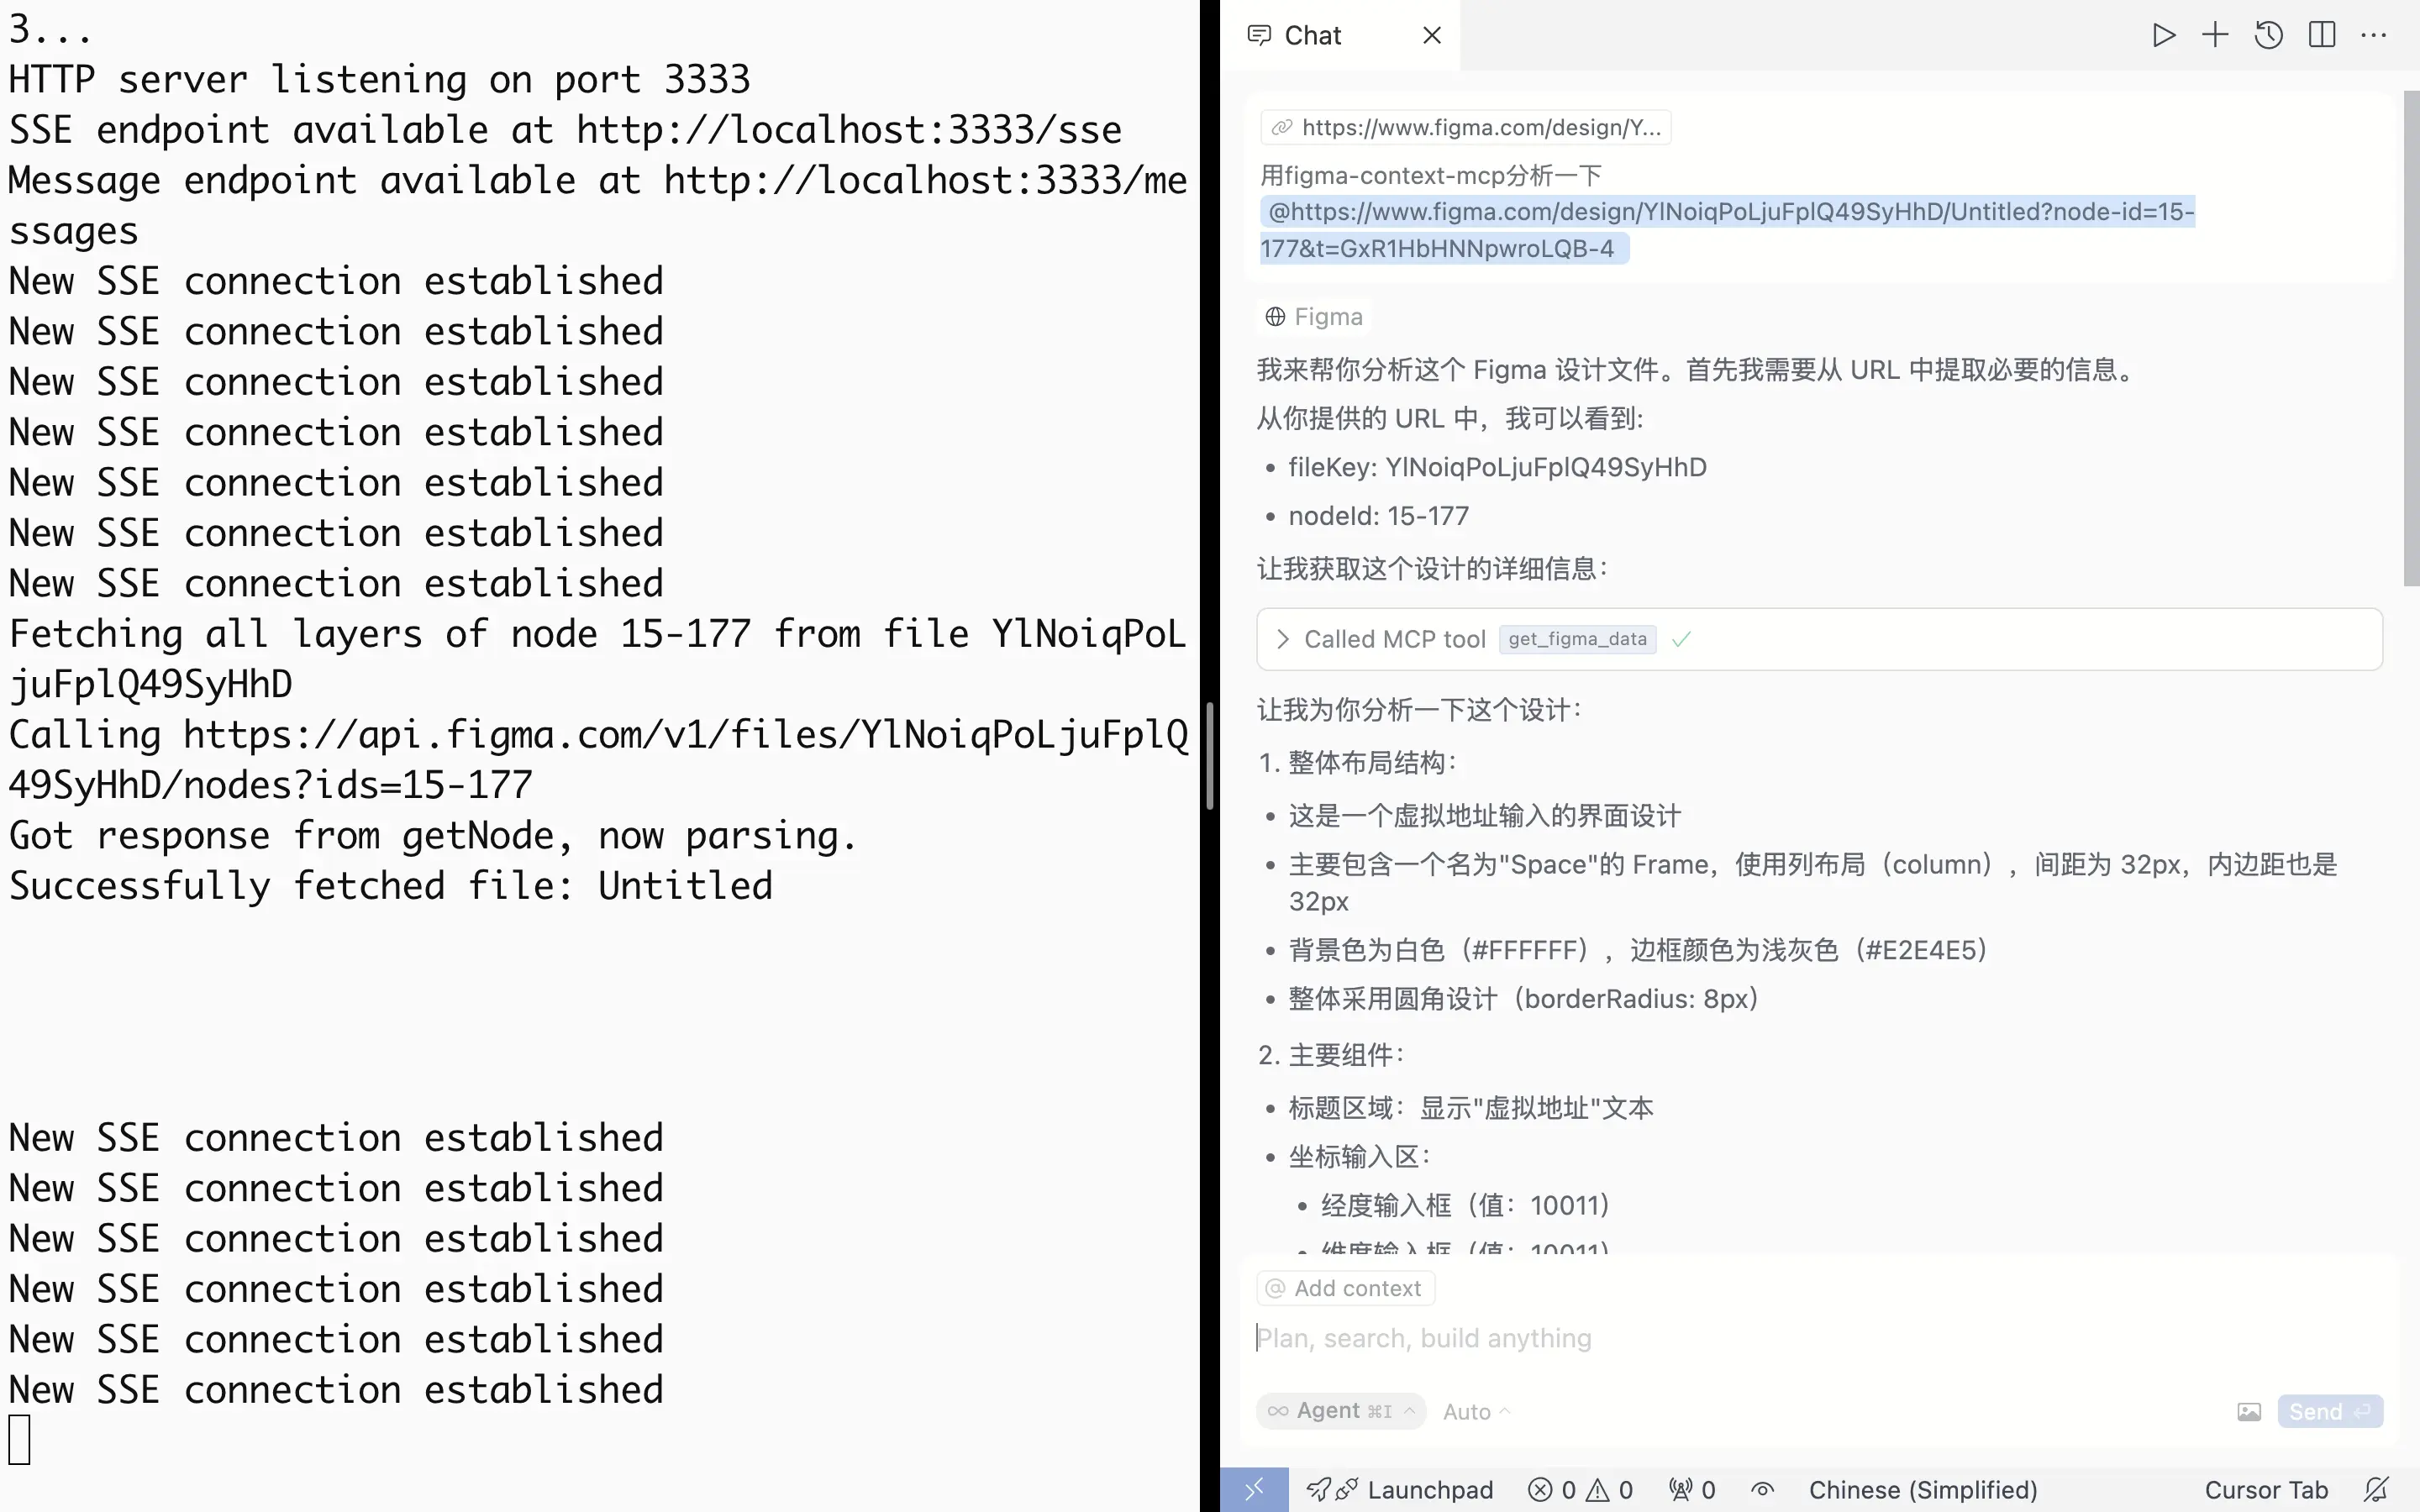 3...
HTTP server listening on port 3333
SSE endpoint available at http://localhost:3333/sse
Message endpoint available at http://localhost:3333/me
ssages
New SSE connection established
New SSE connection established
New SSE connection established
New SSE connection established
New SSE connection established
New SSE connection established
New SSE connection established
Fetching all layers of node 15-177 from file YlNoiqPoL
juFplQ49SyHhD
Calling https://api.figma.com/v1/files/YlNoiqPoLjuFplQ
49SyHhD/nodes?ids=15-177
Got response from getNode, now parsing.
Successfully fetched file: Untitled
New SSE connection established
New SSE connection established
New SSE connection established
New SSE connection established
New SSE connection established
New SSE connection established
Chat
https://www.figma.com/design/Y...
用figma-context-mcp分析一下
@https://www.figma.com/design/YlNoiqPoLjuFplQ49SyHhD/Untitled?node-id=15-
177&t=GxR1HbHNNpwroLQB-4
Figma
我来帮你分析这个 Figma 设计文件。首先我需要从 URL 中提取必要的信息。
从你提供的 URL 中，我可以看到:
• fileKey: YlNoiqPoLjuFplQ49SyHhD
• nodeId: 15-177
让我获取这个设计的详细信息：
Called MCP tool get_figma_data
让我为你分析一下这个设计：
1. 整体布局结构：
• 这是一个虚拟地址输入的界面设计
• 主要包含一个名为"Space"的 Frame，使用列布局（column），间距为 32px，内边距也是
32px
• 背景色为白色（#FFFFFF），边框颜色为浅灰色（#E2E4E5）
• 整体采用圆角设计（borderRadius: 8px）
2. 主要组件：
• 标题区域：显示"虚拟地址"文本
• 坐标输入区：
• 经度输入框（值：10011）
• 维度输入框（值：10011）
@ Add context
Plan, search, build anything
∞ Agent ⌘I Auto
Send
Launchpad 0 0 0 Chinese (Simplified) Cursor Tab